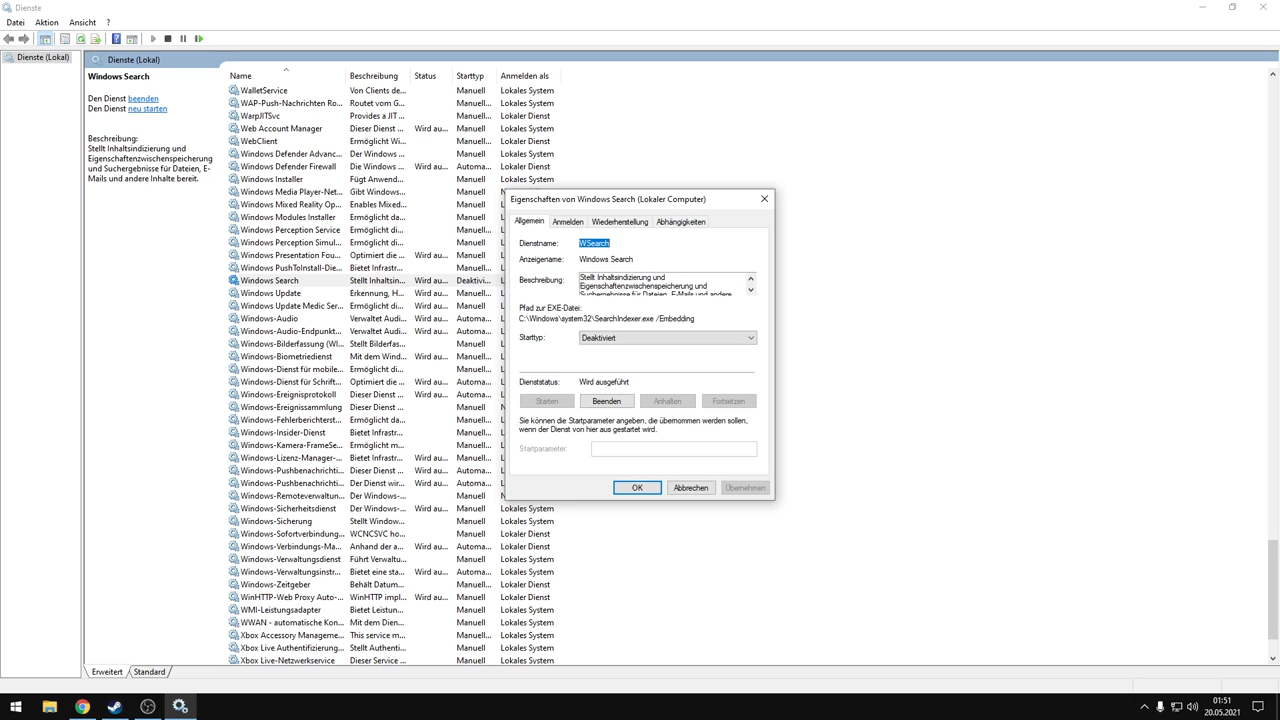 Dienste
Datei Aktion Ansicht ?
Dienste (Lokal)
Dienste (Lokal)
Windows Search
Den Dienst beenden
Den Dienst neu starten
Beschreibung:
Stellt Inhaltsindizierung und
Eigenschaftenzwischenspeicherung
und Suchergebnisse für Dateien, E-
Mails und andere Inhalte bereit.
Name Beschreibung Status Starttyp Anmelden als
WalletService Von Clients de... Manuell Lokales System
WAP-Push-Nachrichten Ro... Routet vom G... Manuell Lokales System
WarpJITSvc Provides a JIT ... Manuell... Lokaler Dienst
Web Account Manager Dieser Dienst ... Wird au... Manuell Lokales System
WebClient Ermöglicht Wi... Manuell... Lokaler Dienst
Windows Defender Advanc... Der Windows ... Manuell Lokales System
Windows Defender Firewall Die Windows ... Wird au... Automa... Lokaler Dienst
Windows Installer Fügt Anwend... Manuell Lokales System
Windows Media Player-Net... Gibt Windows... Manuell N
Windows Mixed Reality Op... Enables Mixed... Manuell L
Windows Modules Installer Ermöglicht da... Manuell L
Windows Perception Service Ermöglicht di... Manuell... L
Windows Perception Simul... Ermöglicht di... Manuell L
Windows Presentation Fou... Optimiert die ... Manuell L
Windows PushToInstall-Die... Bietet Infrastr... Manuell... L
Windows Search Stellt Inhaltsin... Wird au... Deaktivi... L
Windows Update Erkennung, H... Wird au... Manuell... L
Windows Update Medic Ser... Ermöglicht di... Manuell L
Windows-Audio Verwaltet Audi... Wird au... Automa... L
Windows-Audio-Endpunkt... Verwaltet Audi... Wird au... Automa... L
Windows-Bilderfassung (WI... Stellt Bilderfas... Manuell L
Windows-Biometriedienst Mit dem Wind... Manuell... L
Windows-Dienst für mobile... Ermöglicht da... Manuell... L
Windows-Dienst für Schrift... Optimiert die ... Wird au... Automa... L
Windows-Ereignisprotokoll Dieser Dienst ... Wird au... Automa... L
Windows-Ereignissammlung Dieser Dienst ... Manuell N
Windows-Fehlerberichterst... Ermöglicht da... Manuell... L
Windows-Insider-Dienst Bietet Infrastr... Manuell... L
Windows-Kamera-FrameSe... Ermöglicht m... Manuell... L
Windows-Lizenz-Manager-... Bietet Infrastr... Wird au... Manuell... L
Windows-Pushbenachrichti... Dieser Dienst ... Wird au... Automa... L
Windows-Pushbenachrichti... Der Dienst wir... Wird au... Automa... L
Windows-Remoteverwaltun... Der Windows-... Manuell N
Windows-Sicherheitsdienst Der Windows-... Wird au... Manuell Lokales System
Windows-Sicherung Stellt Window... Manuell Lokales System
Windows-Sofortverbindung... WCNCSVC ho... Manuell Lokaler Dienst
Windows-Verbindungs-Ma... Anhand der a... Wird au... Automa... Lokaler Dienst
Windows-Verwaltungsdienst Führt Verwaltu... Manuell Lokales System
Windows-Verwaltungsinstr... Bietet eine sta... Wird au... Automa... Lokales System
Windows-Zeitgeber Behält Datum... Manuell... Lokaler Dienst
WinHTTP-Web Proxy Auto-... WinHTTP impl... Wird au... Manuell Lokaler Dienst
WMI-Leistungsadapter Bietet Leistun... Manuell Lokales System
WWAN - automatische Kon... Mit dem Dien... Manuell Lokales System
Xbox Accessory Manageme... This service m... Manuell... Lokales System
Xbox Live Authentifizierung... Stellt Authenti... Manuell Lokales System
Xbox Live-Netzwerkservice Dieser Service ... Manuell Lokales System
Erweitert Standard
Eigenschaften von Windows Search (Lokaler Computer)
Allgemein Anmelden Wiederherstellung Abhängigkeiten
Dienstname: WSearch
Anzeigename: Windows Search
Beschreibung: Stellt Inhaltsindizierung und
Eigenschaftenzwischenspeicherung und
Suchergebnisse für Dateien, E-Mails und andere
Pfad zur EXE-Datei:
C:\Windows\system32\SearchIndexer.exe /Embedding
Starttyp: Deaktiviert
Dienststatus: Wird ausgeführt
Starten Beenden Anhalten Fortsetzen
Sie können die Startparameter angeben, die übernommen werden sollen,
wenn der Dienst von hier aus gestartet wird.
Startparameter:
OK Abbrechen Übernehmen
01:51
20.05.2021